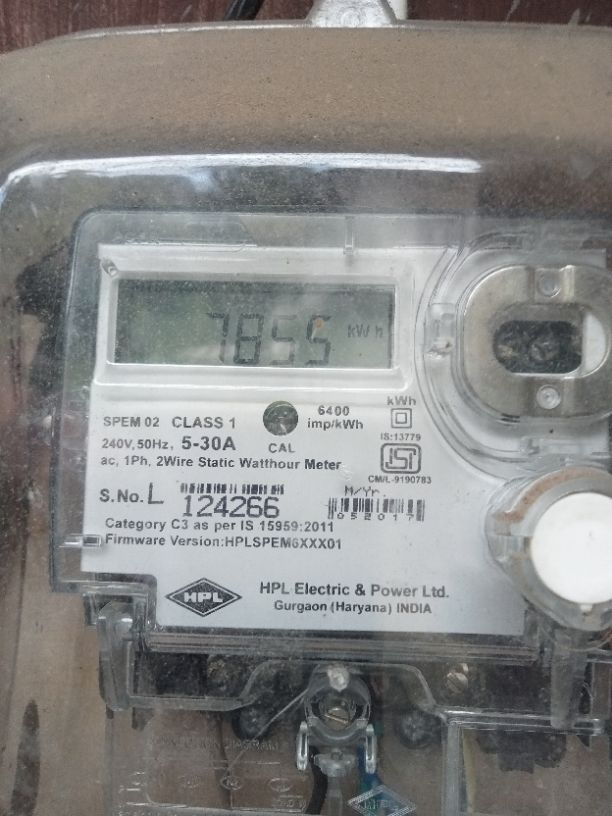 7855 kWh
kWh
6400
imp/kWh
SPEM 02 CLASS 1
IS:13779
240V,50Hz, 5-30A
CAL
ISI
ac, 1Ph, 2Wire Static Watthour Meter
CM/L-9190783
M/Yr.
S.No. L 124266
052017
Category C3 as per IS 15959:2011
Firmware Version:HPLSPEM6XXX01
HPL
HPL Electric & Power Ltd.
Gurgaon (Haryana) INDIA
DIAGRAM